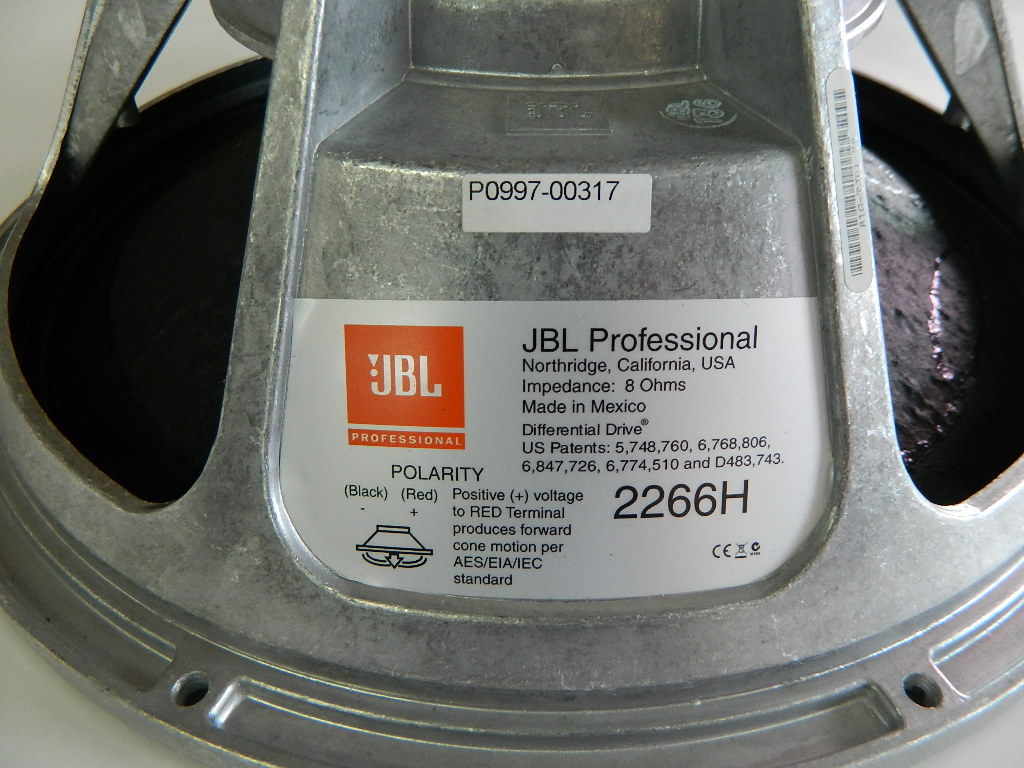 P0997-00317
JBL
PROFESSIONAL
JBL Professional
Northridge, California, USA
Impedance: 8 Ohms
Made in Mexico
Differential Drive®
US Patents: 5,748,760, 6,768,806,
6,847,726, 6,774,510 and D483,743.
2266H
POLARITY
(Black) (Red)
- +
Positive (+) voltage
to RED Terminal
produces forward
cone motion per
AES/EIA/IEC
standard
CE